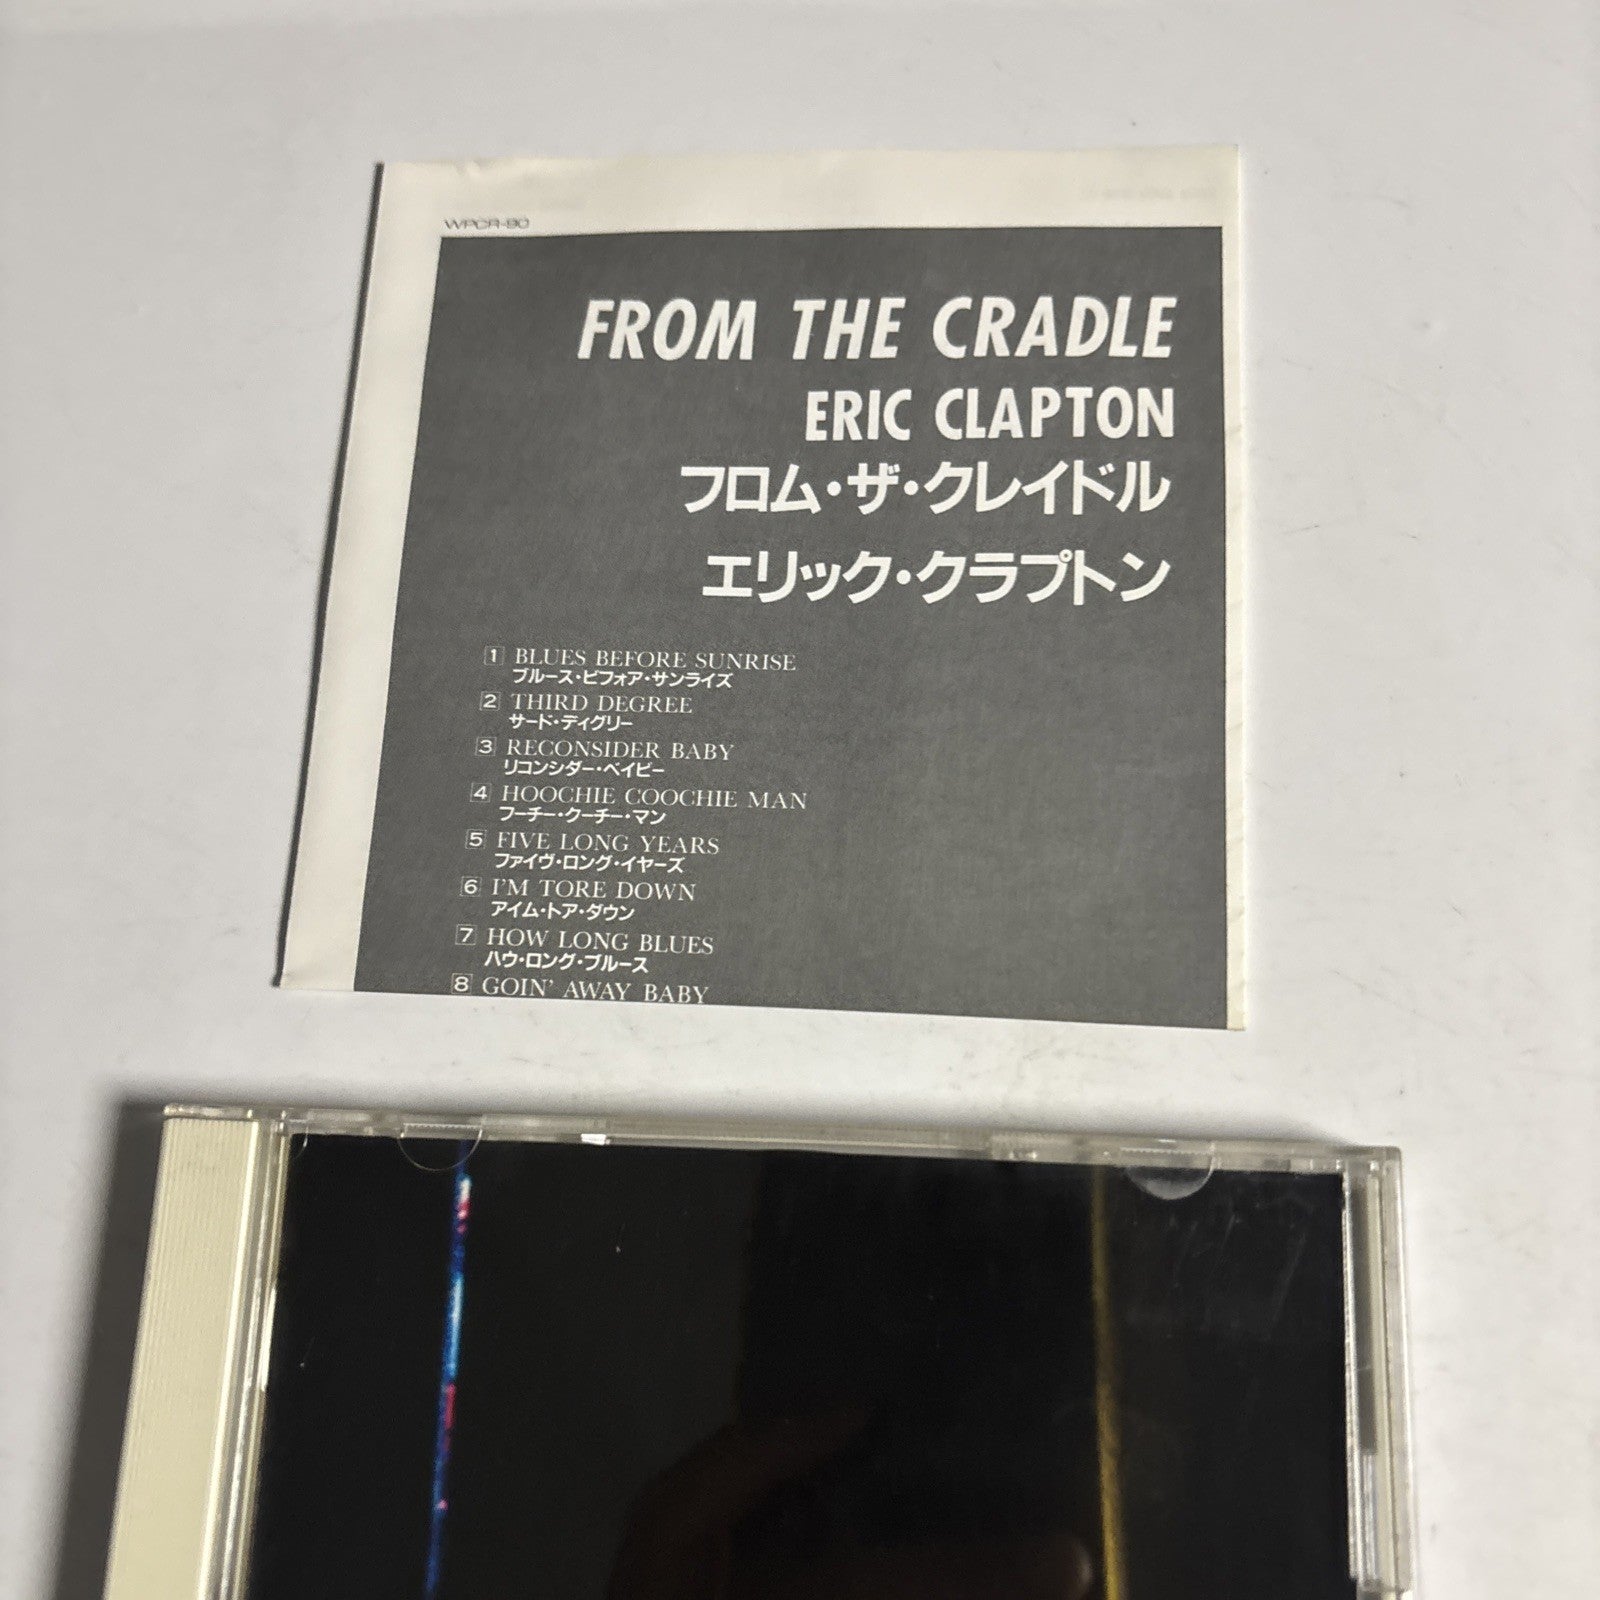 WPCR-80
FROM THE CRADLE
ERIC CLAPTON
フロム・ザ・クレイドル
エリック・クラプトン
1 BLUES BEFORE SUNRISE
ブルース・ビフォア・サンライズ
2 THIRD DEGREE
サード・ディグリー
3 RECONSIDER BABY
リコンシダー・ベイビー
4 HOOCHIE COOCHIE MAN
フーチー・クーチー・マン
5 FIVE LONG YEARS
ファイヴ・ロング・イヤーズ
6 I'M TORE DOWN
アイム・トア・ダウン
7 HOW LONG BLUES
ハウ・ロング・ブルース
8 GOIN' AWAY BABY